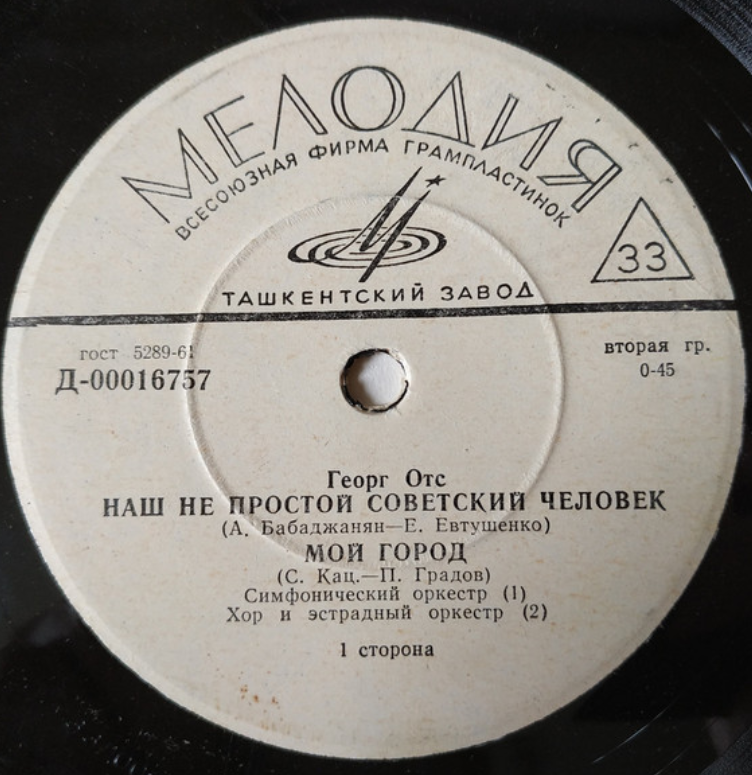 МЕЛОДИЯ
ВСЕСОЮЗНАЯ ФИРМА ГРАМПЛАСТИНОК
33
ТАШКЕНТСКИЙ ЗАВОД
гост 5289-61
Д-00016757
вторая гр.
0-45
Георг Отс
НАШ НЕ ПРОСТОЙ СОВЕТСКИЙ ЧЕЛОВЕК
(А. Бабаджанян—Е. Евтушенко)
МОЙ ГОРОД
(С. Кац.—П. Градов)
Симфонический оркестр (1)
Хор и эстрадный оркестр (2)
1 сторона